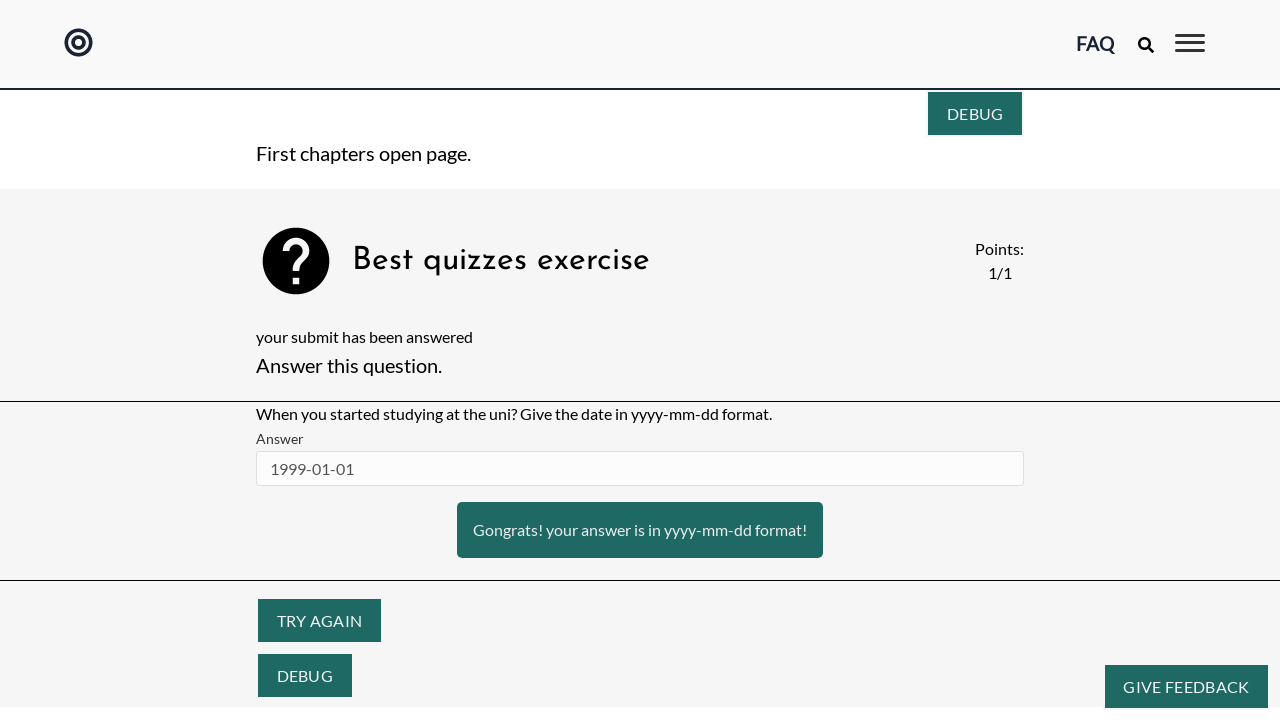 FAQ
DEBUG
First chapters open page.
Best quizzes exercise
Points:
1/1
your submit has been answered
Answer this question.
When you started studying at the uni? Give the date in yyyy-mm-dd format.
Answer
1999-01-01
Gongrats! your answer is in yyyy-mm-dd format!
TRY AGAIN
DEBUG
GIVE FEEDBACK